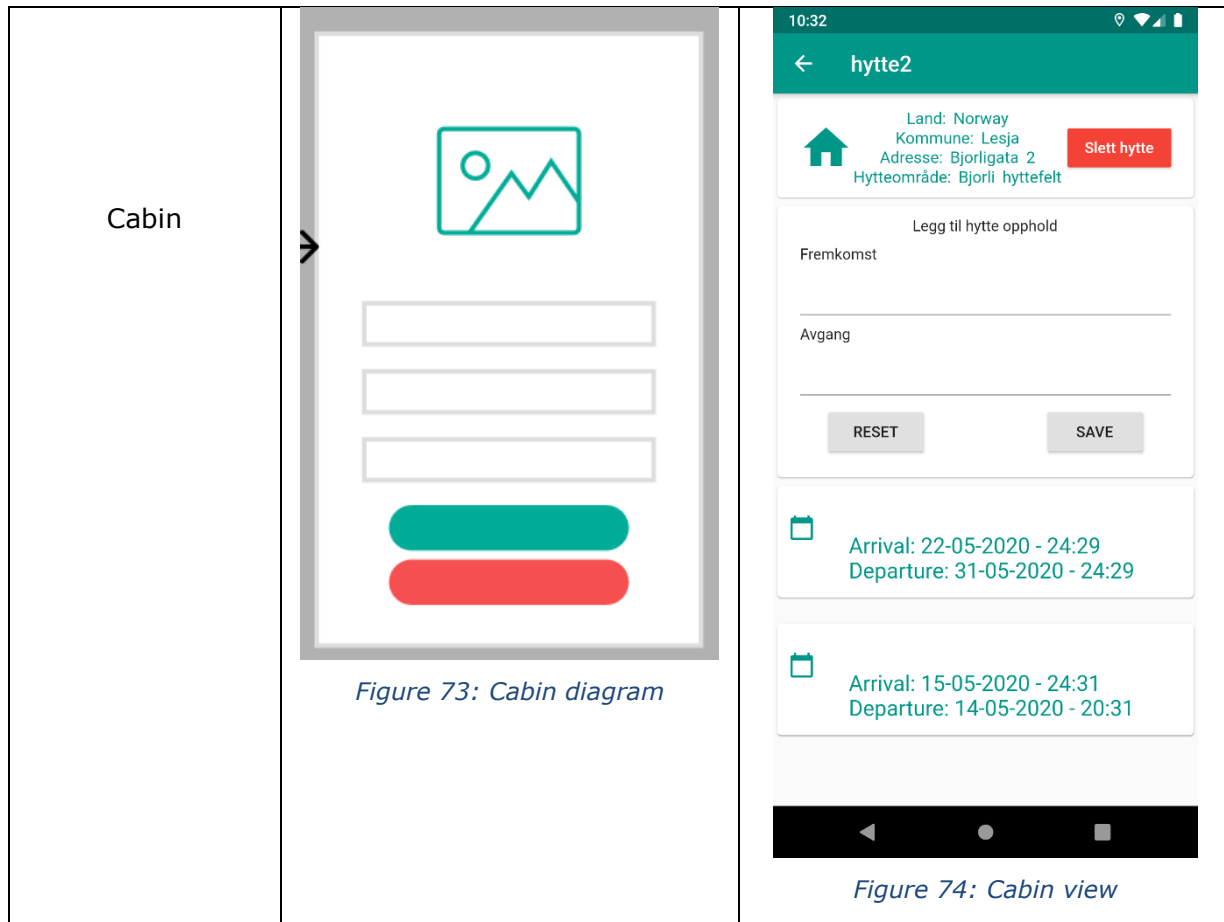 Cabin
Figure 73: Cabin diagram
10:32
hytte2
Land: Norway
Kommune: Lesja
Adresse: Bjorligata 2
Hytteområde: Bjorli hyttefelt
Slett hytte
Legg til hytte opphold
Fremkomst
Avgang
RESET
SAVE
Arrival: 22-05-2020 - 24:29
Departure: 31-05-2020 - 24:29
Arrival: 15-05-2020 - 24:31
Departure: 14-05-2020 - 20:31
Figure 74: Cabin view